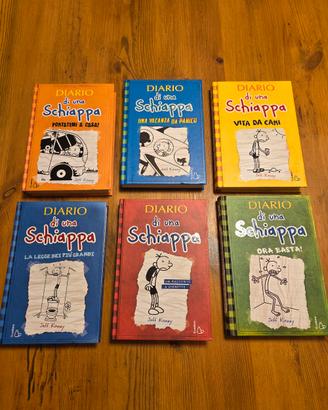 DIARIO
di una
Schiappa
PORTATEMI A CASA!
DIARIO
di una
Schiappa
UNA VACANZA DA PANICO
Jeff Kinney
DIARIO
di una
Schiappa
VITA DA CANI
Jeff Kinney
DIARIO
di una
Schiappa
LA LEGGE DEI PIÙ GRANDI
Jeff Kinney
DIARIO
di una
Schiappa
Jeff Kinney
DIARIO
di una
Schiappa
ORA BASTA!
Jeff Kinney